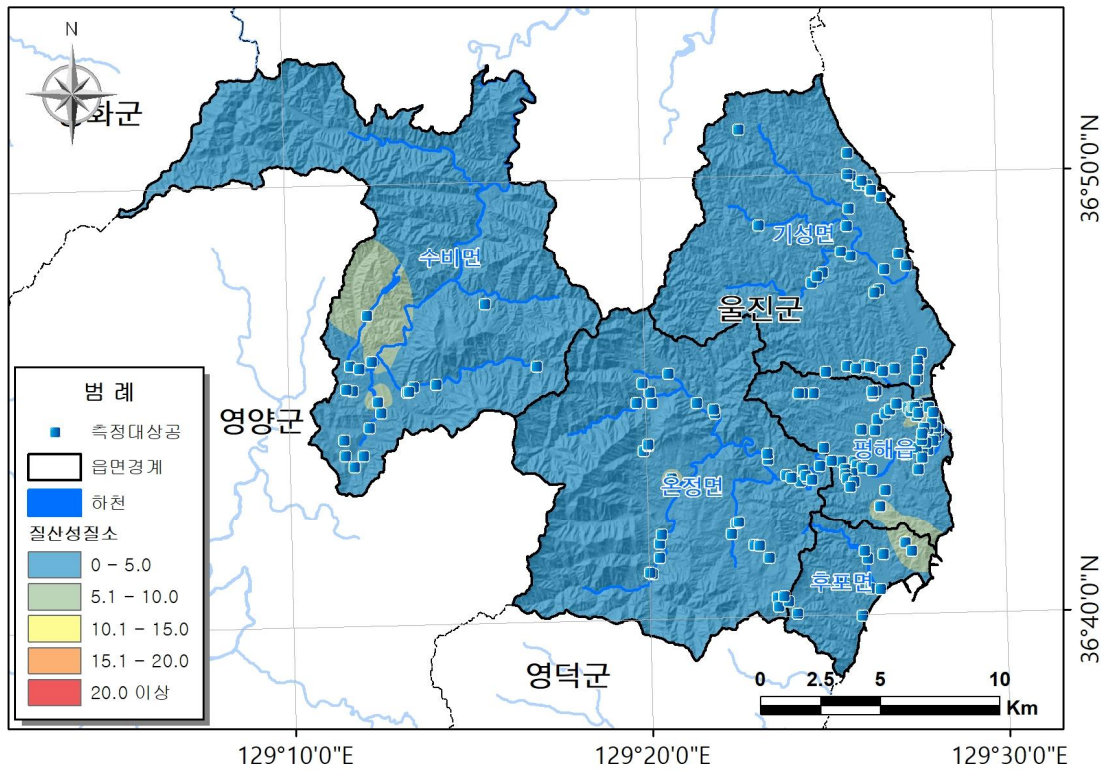 N
화군
수비면
기성면
울진군
영양군
평해읍
온정면
후포면
영덕군
36°50'0"N
36°40'0"N
범 례
측정대상공
읍면경계
하천
질산성질소
0 - 5.0
5.1 - 10.0
10.1 - 15.0
15.1 - 20.0
20.0 이상
0 2.5 5 10
Km
129°10'0"E 129°20'0"E 129°30'0"E